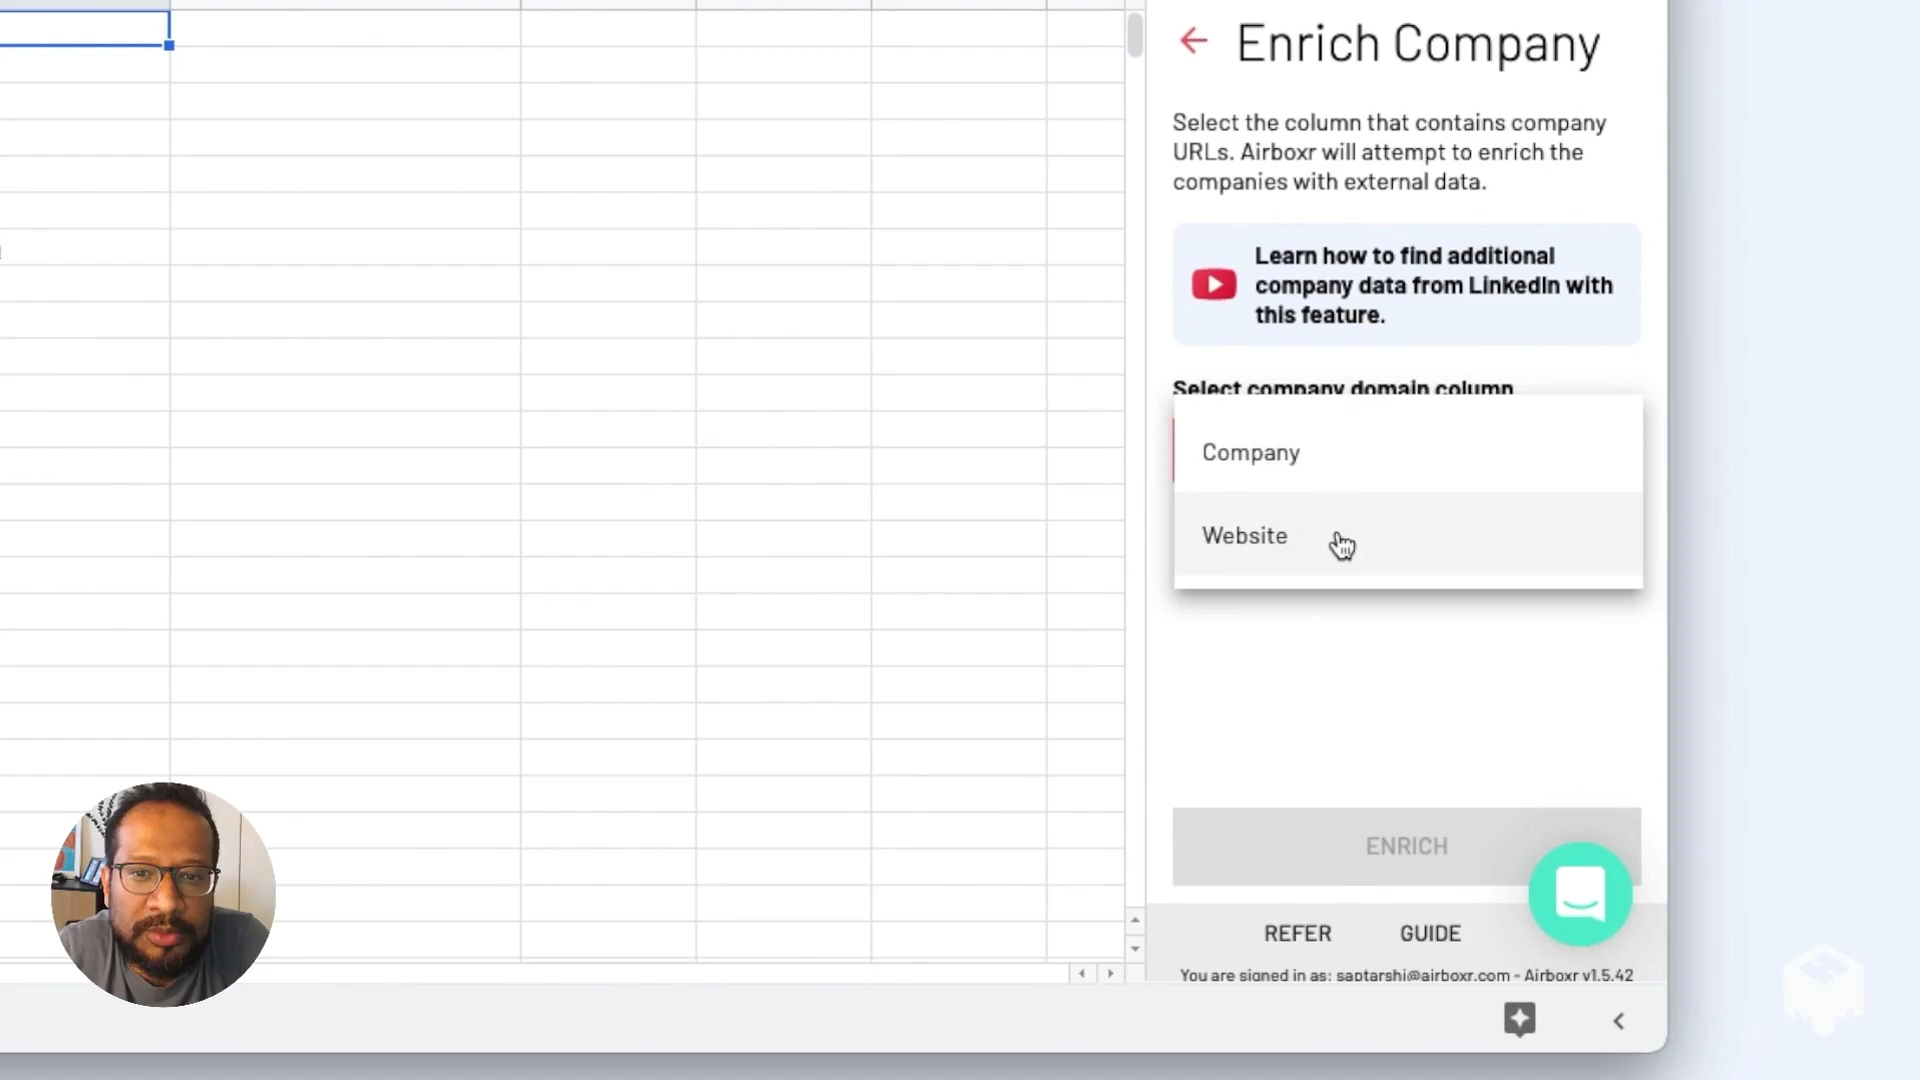 Enrich Company
Select the column that contains company
URLs. Airboxr will attempt to enrich the
companies with external data.
Learn how to find additional
company data from LinkedIn with
this feature.
Select company domain column
Company
Website
ENRICH
REFER
GUIDE
You are signed in as: saptarshi@airboxr.com - Airboxr v1.5.42